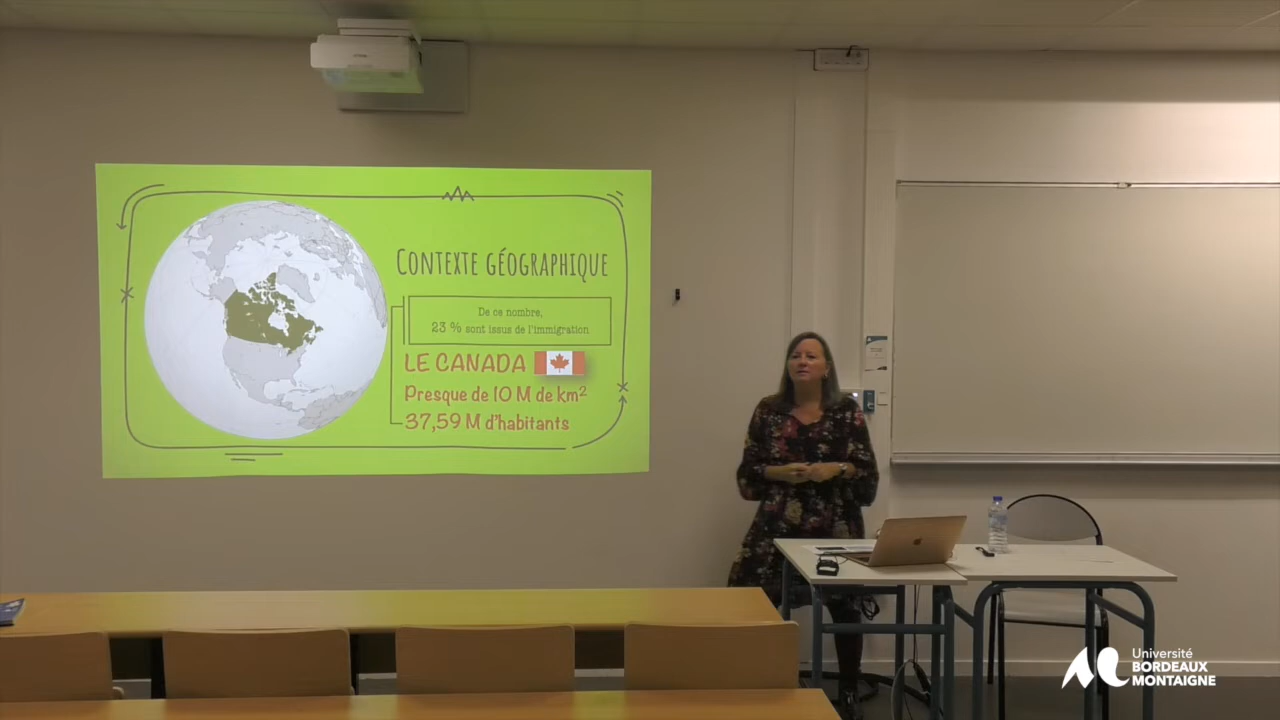 CONTEXTE GÉOGRAPHIQUE
De ce nombre,
23 % sont issus de l'immigration
LE CANADA
Presque de 10 M de km²
37,59 M d'habitants
Université
BORDEAUX
MONTAIGNE